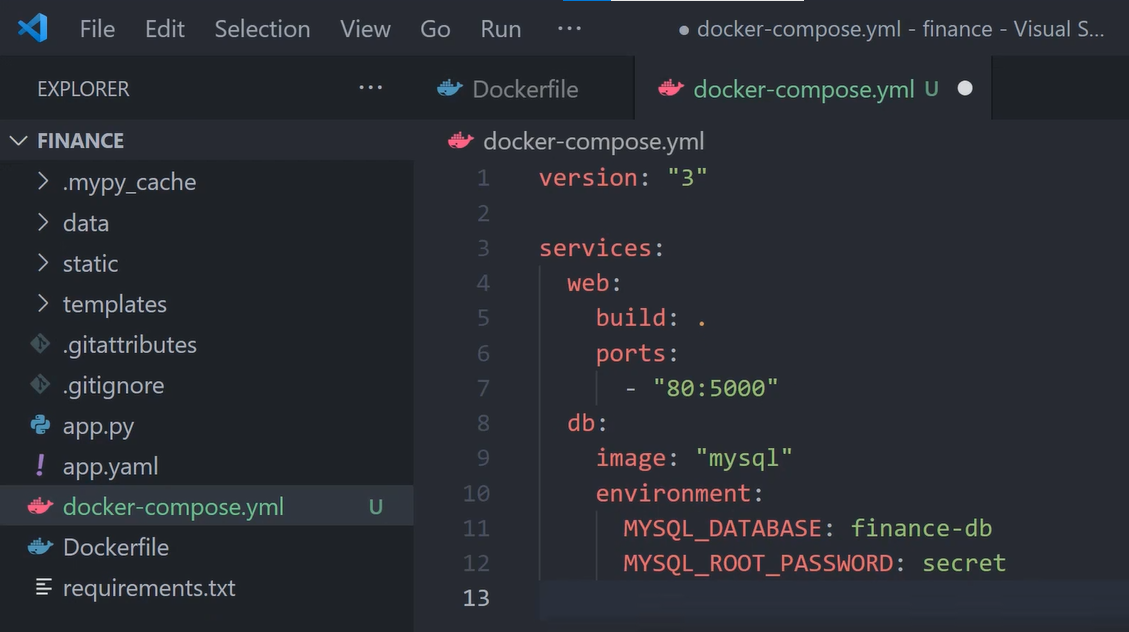 File Edit Selection View Go Run ··· ● docker-compose.yml - finance - Visual S...
EXPLORER ···
Dockerfile
docker-compose.yml U ●
FINANCE
.mypy_cache
data
static
templates
.gitattributes
.gitignore
app.py
! app.yaml
docker-compose.yml U
Dockerfile
requirements.txt
docker-compose.yml
1 version: "3"
2
3 services:
4   web:
5     build: .
6     ports:
7       - "80:5000"
8   db:
9     image: "mysql"
10     environment:
11       MYSQL_DATABASE: finance-db
12       MYSQL_ROOT_PASSWORD: secret
13